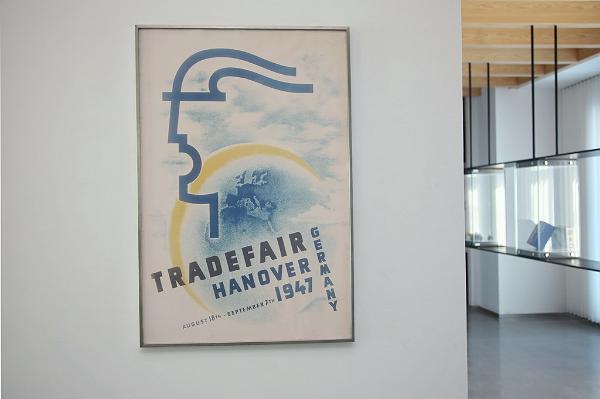 TRADEFAIR
HANOVER
1947
GERMANY
AUGUST 18TH - SEPTEMBER 7TH